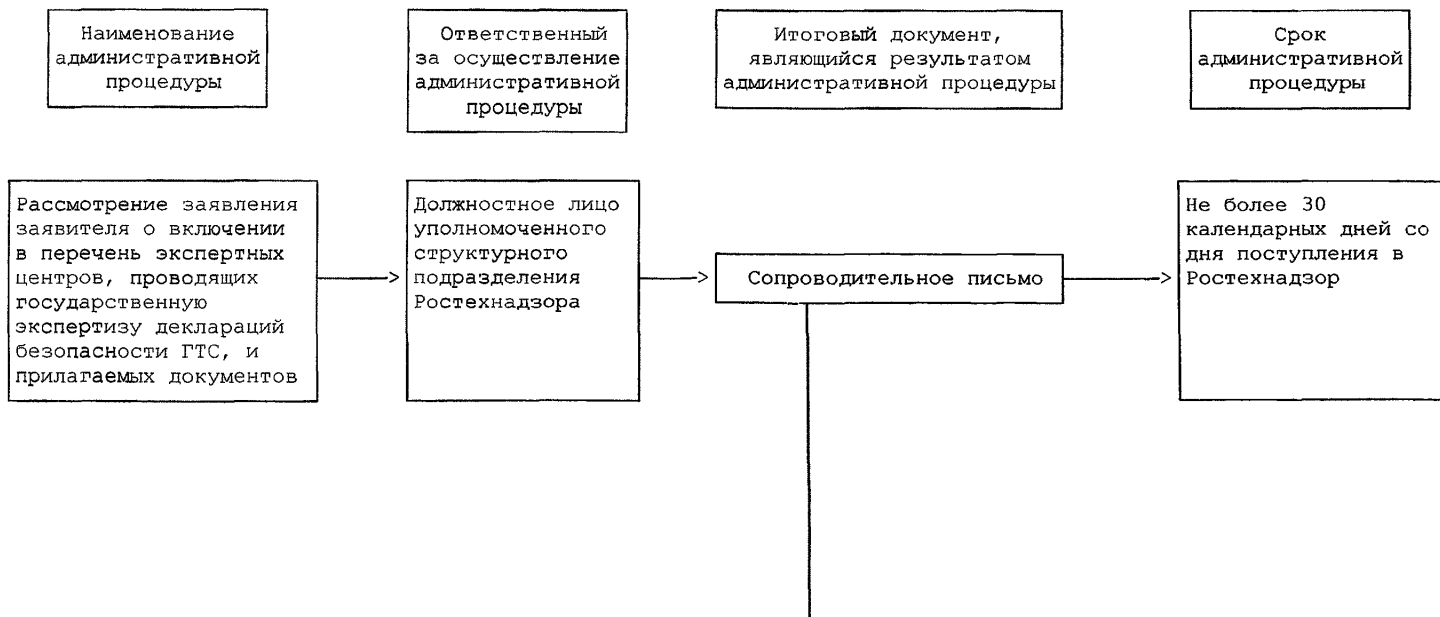 Наименование
административной
процедуры
Ответственный
за осуществление
административной
процедуры
Итоговый документ,
являющийся результатом
административной процедуры
Срок
административной
процедуры
Рассмотрение заявления
заявителя о включении
в перечень экспертных
центров, проводящих
государственную
экспертизу деклараций
безопасности ГТС, и
прилагаемых документов
Должностное лицо
уполномоченного
структурного
подразделения
Ростехнадзора
Сопроводительное письмо
Не более 30
календарных дней со
дня поступления в
Ростехнадзор